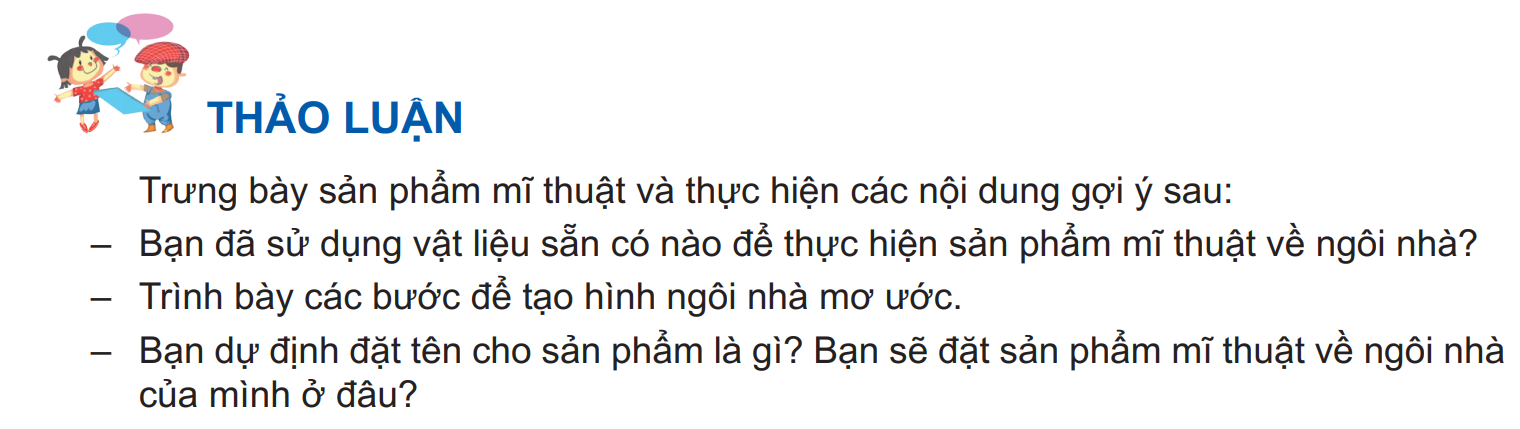 THẢO LUẬN
Trưng bày sản phẩm mĩ thuật và thực hiện các nội dung gợi ý sau:
– Bạn đã sử dụng vật liệu sẵn có nào để thực hiện sản phẩm mĩ thuật về ngôi nhà?
– Trình bày các bước để tạo hình ngôi nhà mơ ước.
– Bạn dự định đặt tên cho sản phẩm là gì? Bạn sẽ đặt sản phẩm mĩ thuật về ngôi nhà
của mình ở đâu?